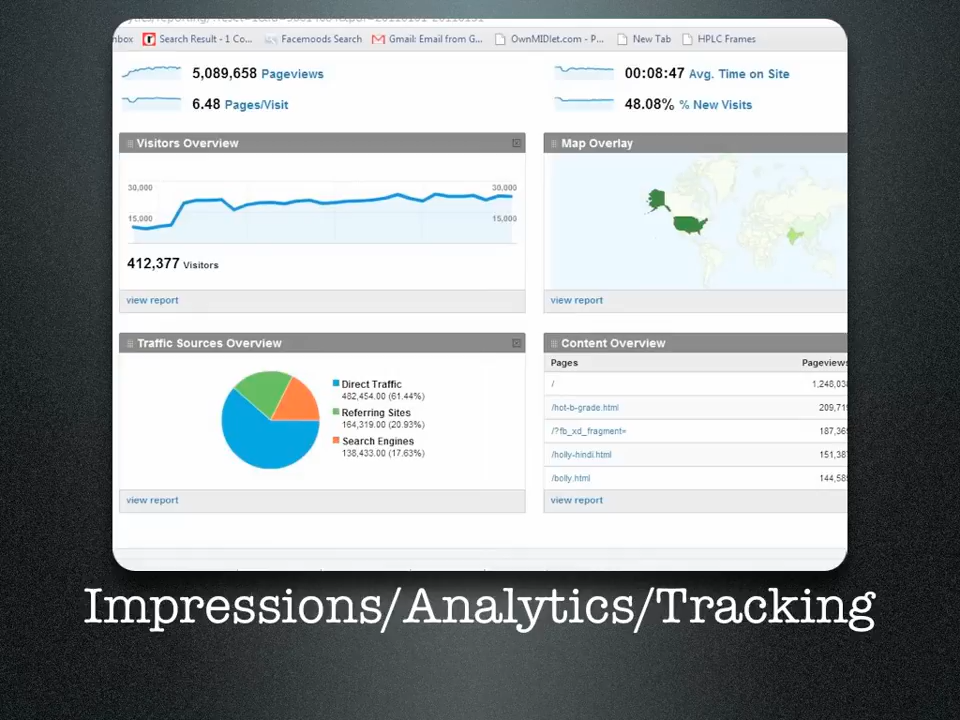 nbox Search Result - 1 Co... Facemoods Search Gmail: Email from G... OwnMIDlet.com - P... New Tab HPLC Frames
5,089,658 Pageviews 00:08:47 Avg. Time on Site
6.48 Pages/Visit 48.08% % New Visits
Visitors Overview Map Overlay
30,000 30,000
15,000 15,000
412,377 Visitors
view report view report
Traffic Sources Overview Content Overview
Pages Pageviews
Direct Traffic /  1,248,03
482,454.00 (61.44%)
Referring Sites /hot-b-grade.html 209,71
164,319.00 (20.93%) /?fb_xd_fragment= 187,36
Search Engines
138,433.00 (17.63%) /holly-hindi.html 151,38
/bolly.html 144,58
view report view report
Impressions/Analytics/Tracking